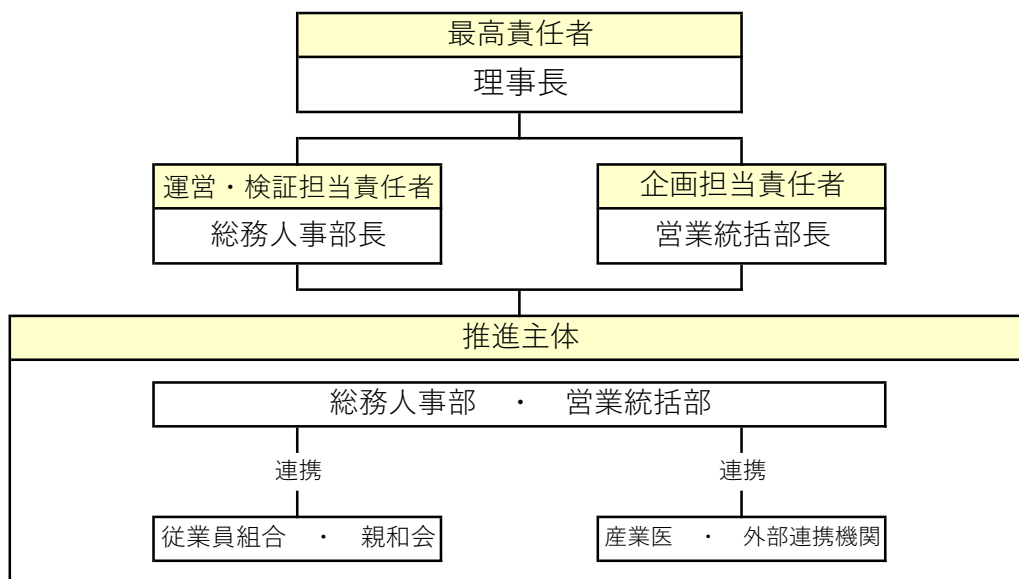 最高責任者
理事長
運営・検証担当責任者
総務人事部長
企画担当責任者
営業統括部長
推進主体
総務人事部　・　営業統括部
連携
連携
従業員組合　・　親和会
産業医　・　外部連携機関